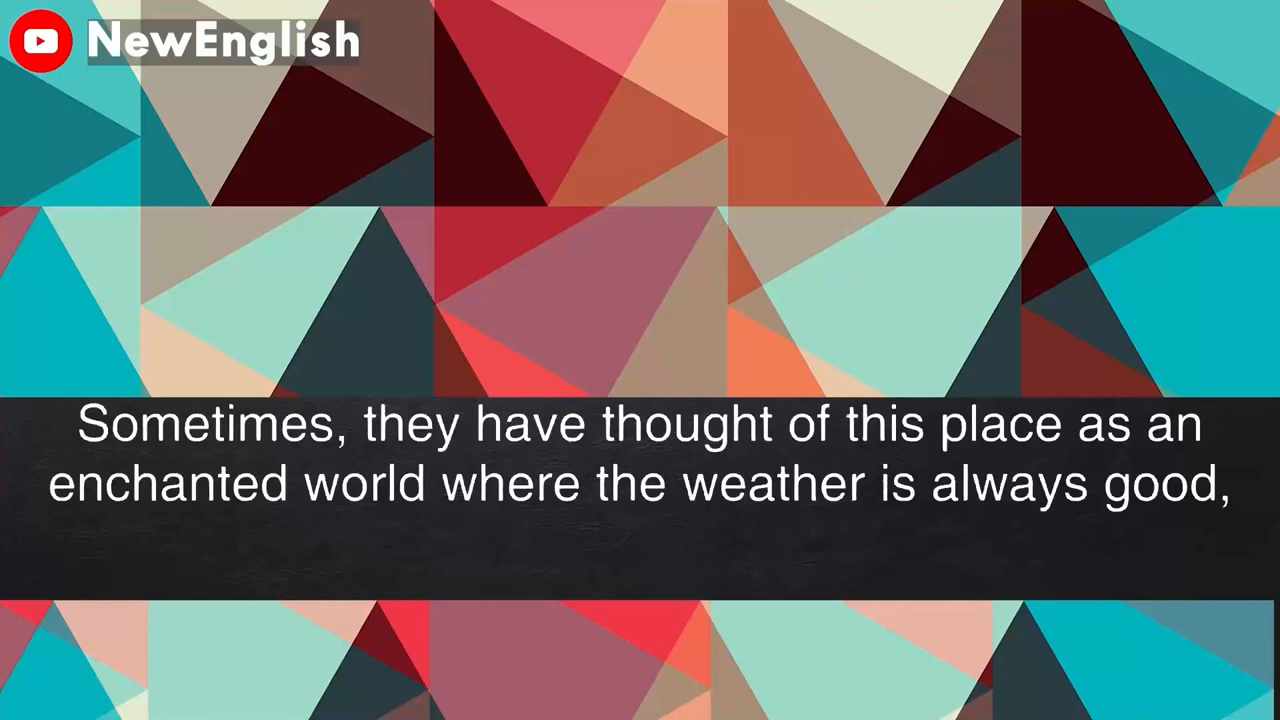 NewEnglish
Sometimes, they have thought of this place as an
enchanted world where the weather is always good,